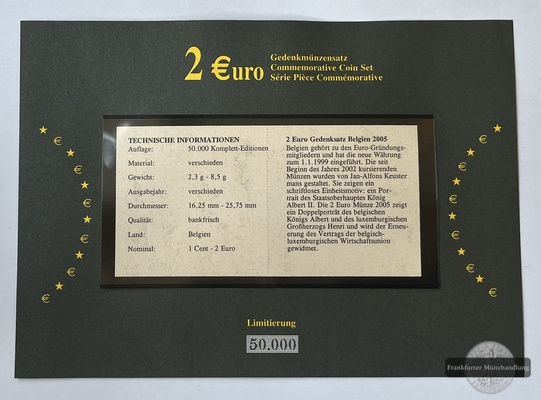 2 €uro
Gedenkmünzensatz
Commemorative Coin Set
Série Pièce Commémorative
TECHNISCHE INFORMATIONEN
Auflage: 50.000 Komplett-Editionen
Material: verschieden
Gewicht: 2,3 g - 8,5 g
Ausgabejahr: verschieden
Durchmesser: 16,25 mm - 25,75 mm
Qualität: bankfrisch
Land: Belgien
Nominal: 1 Cent - 2 Euro
2 Euro Gedenksatz Belgien 2005
Belgien gehört zu den Euro-Gründungs-
mitgliedern und hat die neue Währung
zum 1.1.1999 eingeführt. Die seit
Beginn des Jahres 2002 kursierenden
Münzen wurden von Jan-Alfons Keuster
mans gestaltet. Sie zeigen ein
schriftloses Einheitsmotiv: ein Por-
trait des Staatsoberhauptes König
Albert II. Die 2 Euro Münze 2005 zeigt
ein Doppelporträt des belgischen
Königs Albert und des luxemburgischen
Großherzogs Henri und wird der Erneu-
erung des Vertrags der belgisch-
luxemburgischen Wirtschaftsunion
gewidmet.
Limitierung
50.000
Frankfurter Münzhandlung